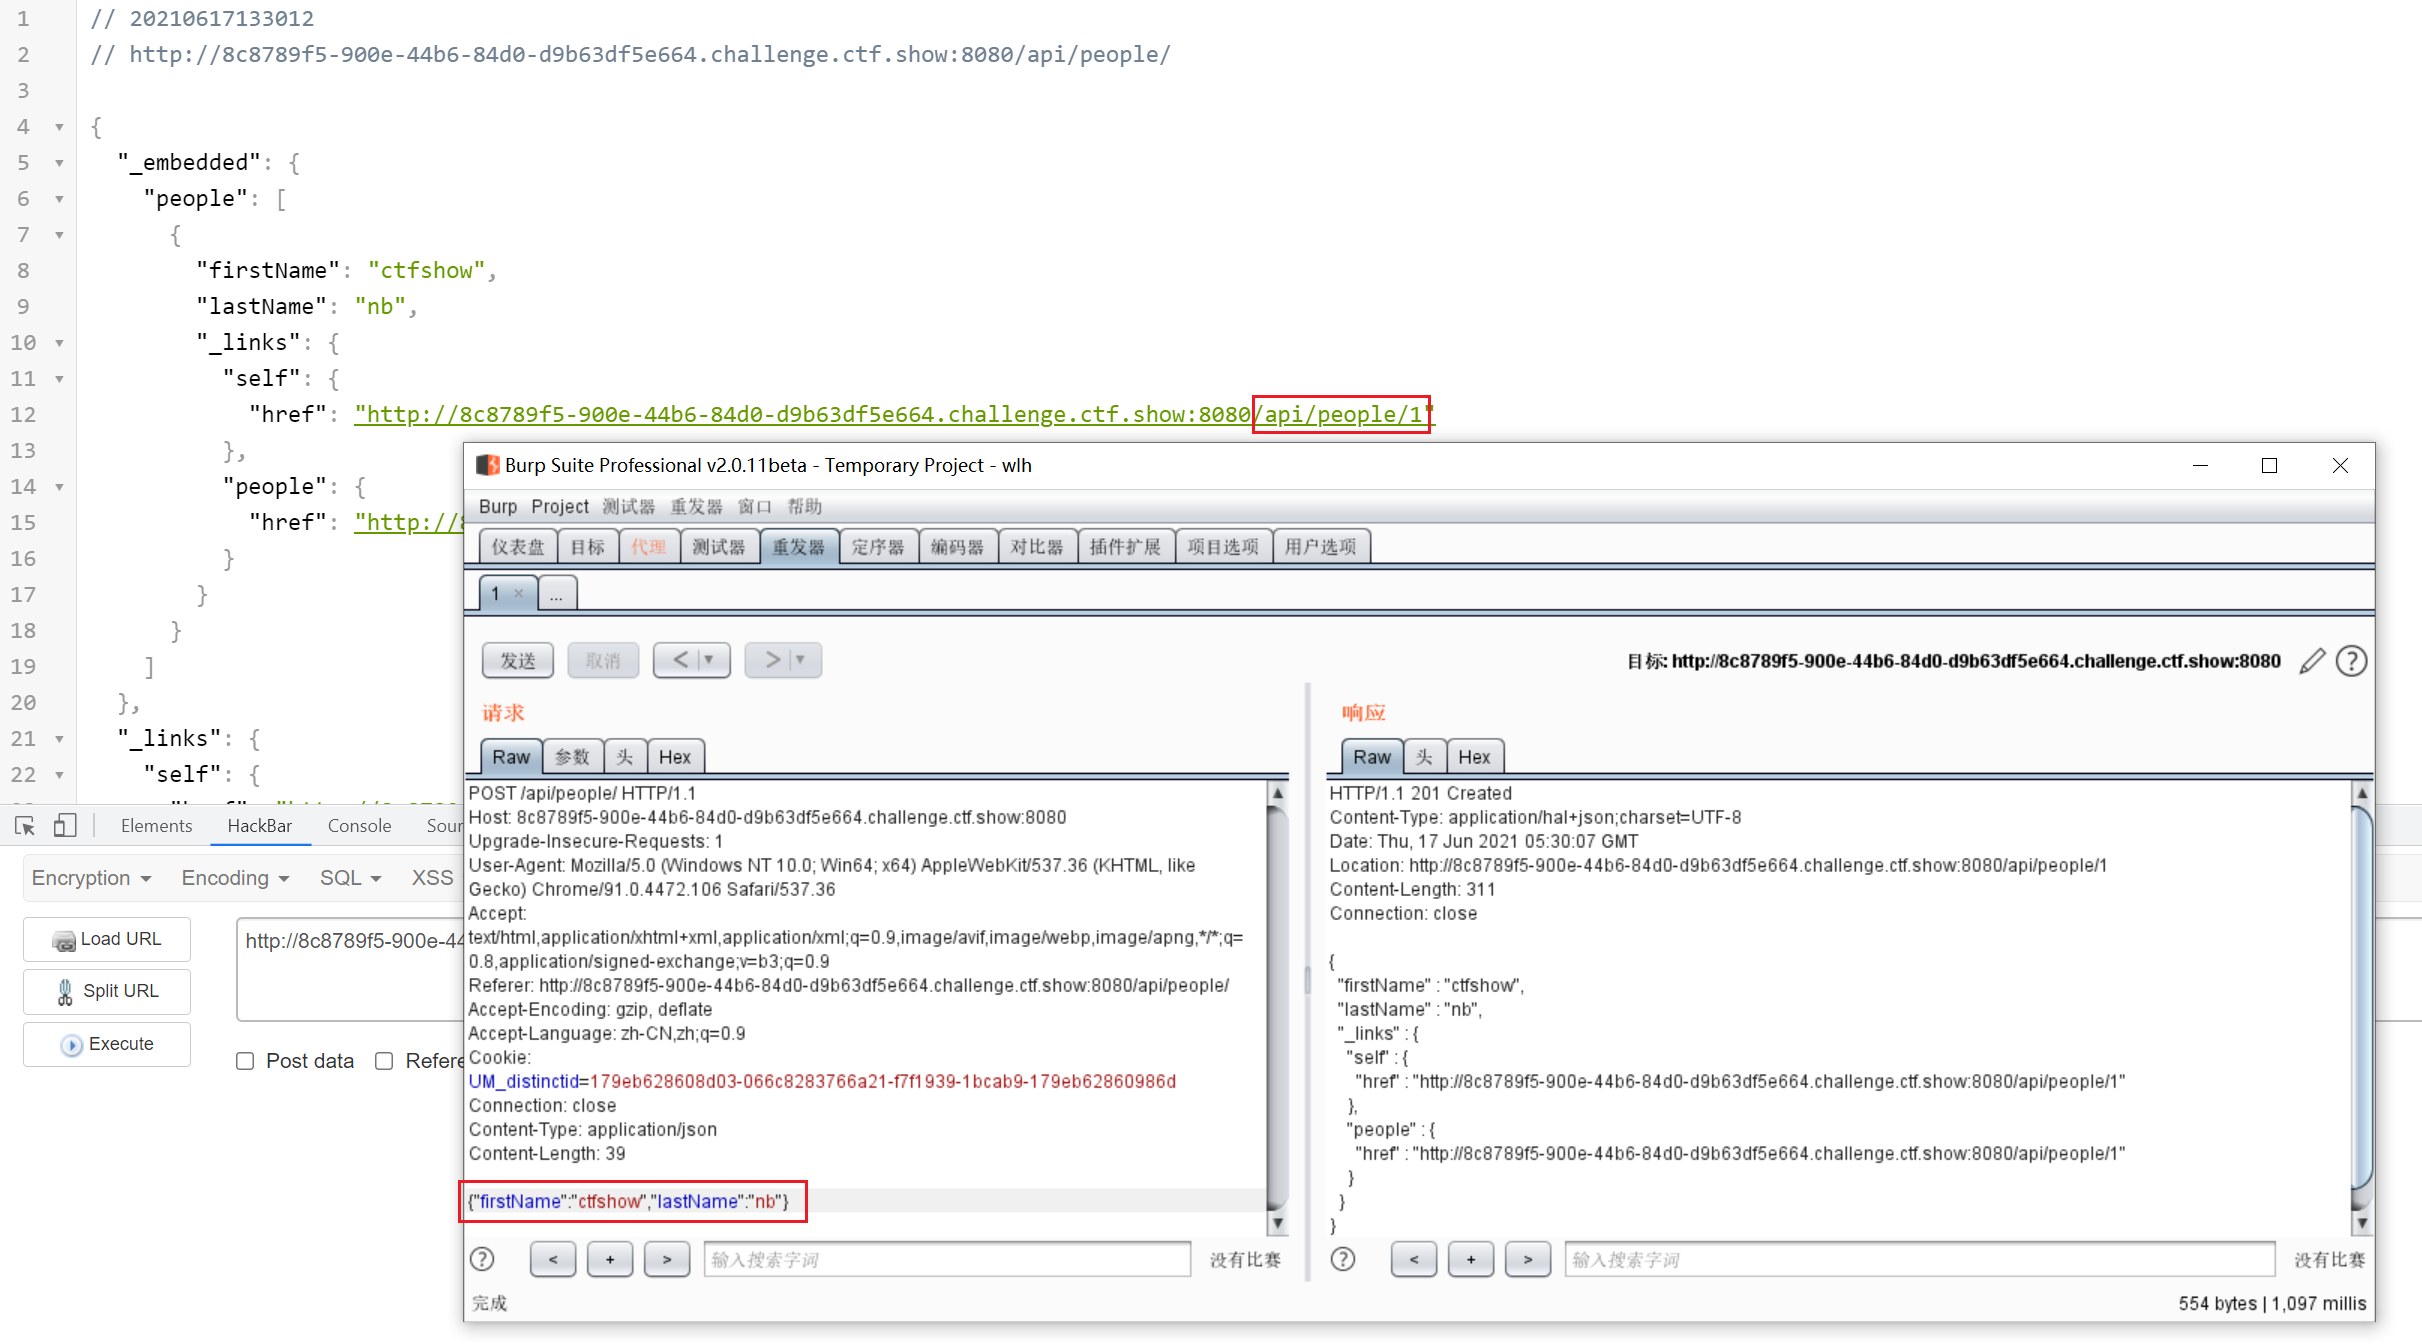 1 // 20210617133012
2 // http://8c8789f5-900e-44b6-84d0-d9b63df5e664.challenge.ctf.show:8080/api/people/
3
4 {
5 "_embedded": {
6 "people": [
7 {
8 "firstName": "ctfshow",
9 "lastName": "nb",
10 "_links": {
11 "self": {
12 "href": "http://8c8789f5-900e-44b6-84d0-d9b63df5e664.challenge.ctf.show:8080/api/people/1"
13 },
14 "people": {
15 "href": "http://8
16 }
17 }
18 }
19 ]
20 },
21 "_links": {
22 "self": {
Elements HackBar Console Sour
Encryption Encoding SQL XSS
Load URL
Split URL
Execute
http://8c8789f5-900e-44
Post data Refere
Burp Suite Professional v2.0.11beta - Temporary Project - wlh
Burp Project 测试器 重发器 窗口 帮助
仪表盘 目标 代理 测试器 重发器 定序器 编码器 对比器 插件扩展 项目选项 用户选项
1 × ...
发送 取消 < > 目标: http://8c8789f5-900e-44b6-84d0-d9b63df5e664.challenge.ctf.show:8080 ?
请求
Raw 参数 头 Hex
POST /api/people/ HTTP/1.1
Host: 8c8789f5-900e-44b6-84d0-d9b63df5e664.challenge.ctf.show:8080
Upgrade-Insecure-Requests: 1
User-Agent: Mozilla/5.0 (Windows NT 10.0; Win64; x64) AppleWebKit/537.36 (KHTML, like
Gecko) Chrome/91.0.4472.106 Safari/537.36
Accept:
text/html,application/xhtml+xml,application/xml;q=0.9,image/avif,image/webp,image/apng,*/*;q=
0.8,application/signed-exchange;v=b3;q=0.9
Referer: http://8c8789f5-900e-44b6-84d0-d9b63df5e664.challenge.ctf.show:8080/api/people/
Accept-Encoding: gzip, deflate
Accept-Language: zh-CN,zh;q=0.9
Cookie:
UM_distinctid=179eb628608d03-066c8283766a21-f7f1939-1bcab9-179eb62860986d
Connection: close
Content-Type: application/json
Content-Length: 39
{"firstName":"ctfshow","lastName":"nb"}
? < + > 输入搜索字词 没有比赛
响应
Raw 头 Hex
HTTP/1.1 201 Created
Content-Type: application/hal+json;charset=UTF-8
Date: Thu, 17 Jun 2021 05:30:07 GMT
Location: http://8c8789f5-900e-44b6-84d0-d9b63df5e664.challenge.ctf.show:8080/api/people/1
Content-Length: 311
Connection: close
{
"firstName" : "ctfshow",
"lastName" : "nb",
"_links" : {
"self" : {
"href" : "http://8c8789f5-900e-44b6-84d0-d9b63df5e664.challenge.ctf.show:8080/api/people/1"
},
"people" : {
"href" : "http://8c8789f5-900e-44b6-84d0-d9b63df5e664.challenge.ctf.show:8080/api/people/1"
}
}
}
? < + > 输入搜索字词 没有比赛
完成
554 bytes | 1,097 millis